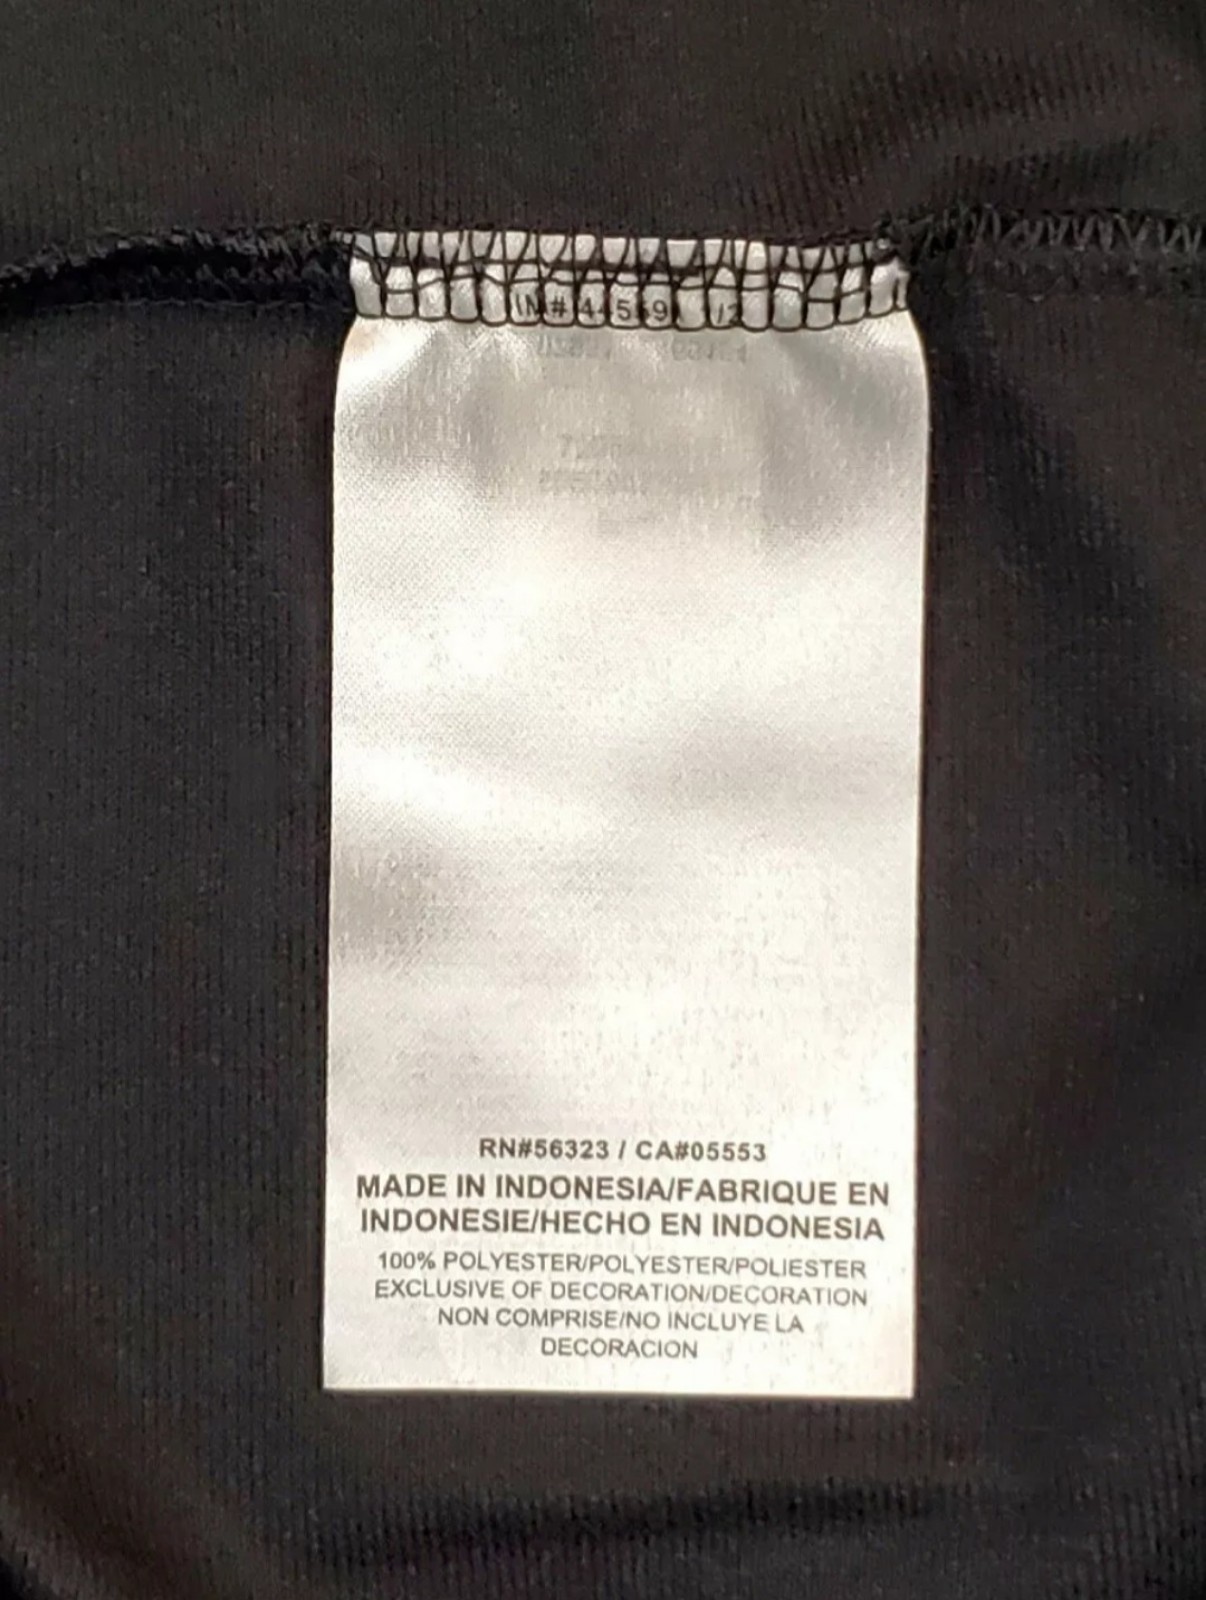 RN#56323 / CA#05553
MADE IN INDONESIA/FABRIQUE EN
INDONESIE/HECHO EN INDONESIA
100% POLYESTER/POLYESTER/POLIESTER
EXCLUSIVE OF DECORATION/DECORATION
NON COMPRISE/NO INCLUYE LA
DECORACION